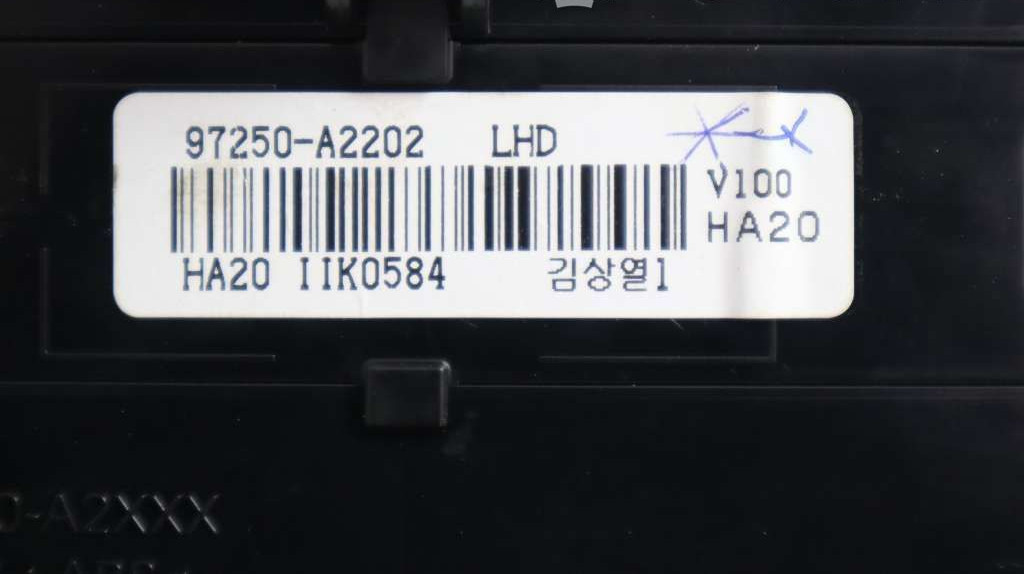 97250-A2202 LHD
V100
HA20
HA20 IIK0584 김상열1
-A2XXX